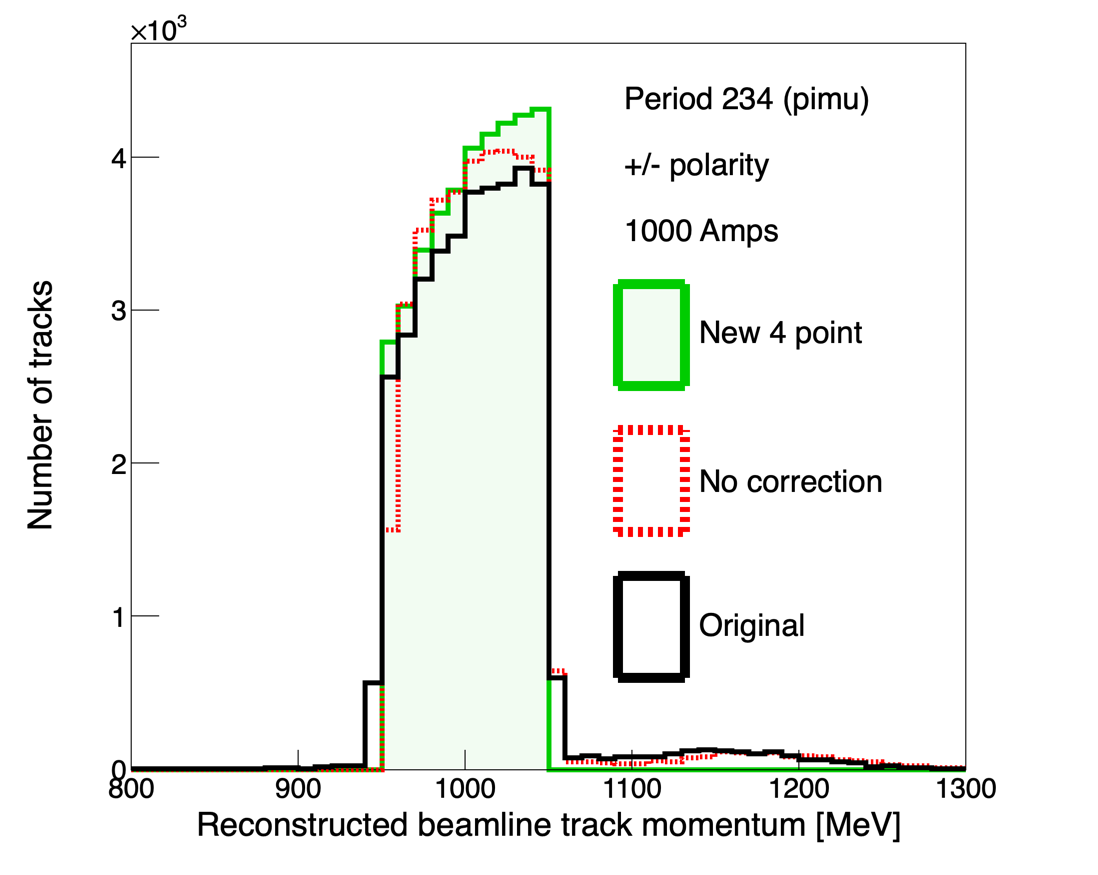 ×10³
Number of tracks
4
3
2
1
0
800 900 1000 1100 1200 1300
Reconstructed beamline track momentum [MeV]
Period 234 (pimu)
+/- polarity
1000 Amps
New 4 point
No correction
Original